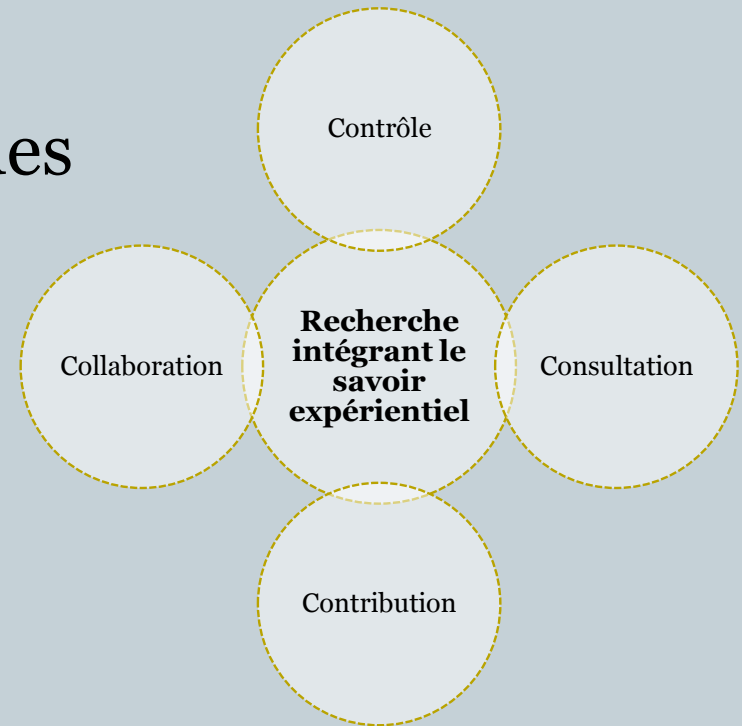 Contrôle
Collaboration
Recherche
intégrant le
savoir
expérientiel
Consultation
Contribution